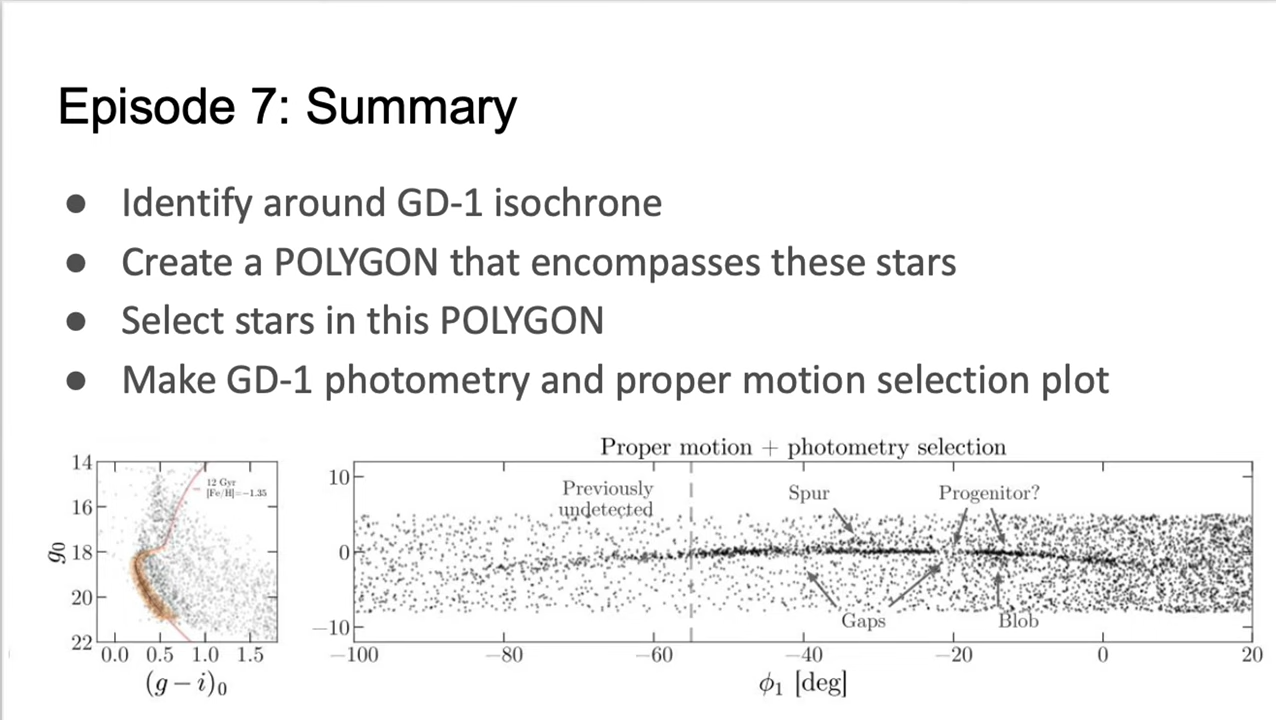 Episode 7: Summary
● Identify around GD-1 isochrone
● Create a POLYGON that encompasses these stars
● Select stars in this POLYGON
● Make GD-1 photometry and proper motion selection plot
14
16
18
20
22
g₀
12 Gyr
[Fe/H]=−1.35
0.0 0.5 1.0 1.5
(g − i)₀
Proper motion + photometry selection
10
0
−10
Previously
undetected
Spur
Progenitor?
Gaps
Blob
−100 −80 −60 −40 −20 0 20
ϕ₁ [deg]